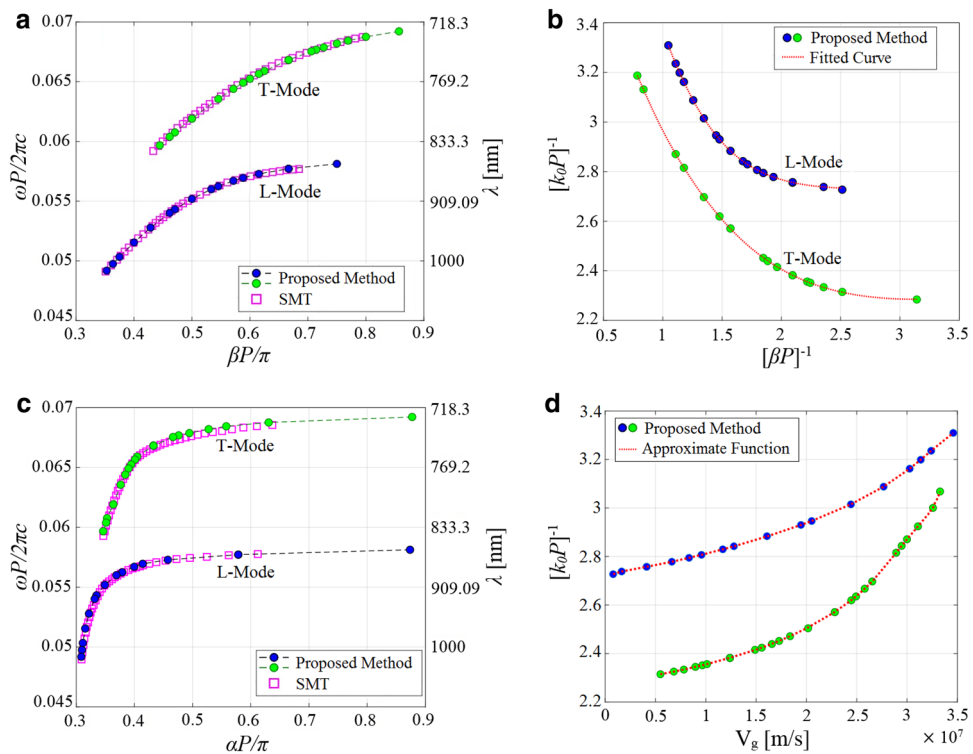 a
0.07
0.065
0.06
0.055
0.05
0.045
ωP/2πc
718.3
769.2
833.3
909.09
1000
λ [nm]
T-Mode
L-Mode
Proposed Method
SMT
0.3 0.4 0.5 0.6 0.7 0.8 0.9
βP/π
b
3.4
3.2
3
2.8
2.6
2.4
2.2
[k₀P]⁻¹
Proposed Method
Fitted Curve
L-Mode
T-Mode
0.5 1 1.5 2 2.5 3 3.5
[βP]⁻¹
c
0.07
0.065
0.06
0.055
0.05
0.045
ωP/2πc
718.3
769.2
833.3
909.09
1000
λ [nm]
T-Mode
L-Mode
Proposed Method
SMT
0.3 0.4 0.5 0.6 0.7 0.8 0.9
αP/π
d
3.4
3.2
3
2.8
2.6
2.4
2.2
[k₀P]⁻¹
Proposed Method
Approximate Function
0 0.5 1 1.5 2 2.5 3 3.5
V_g [m/s]
× 10⁷